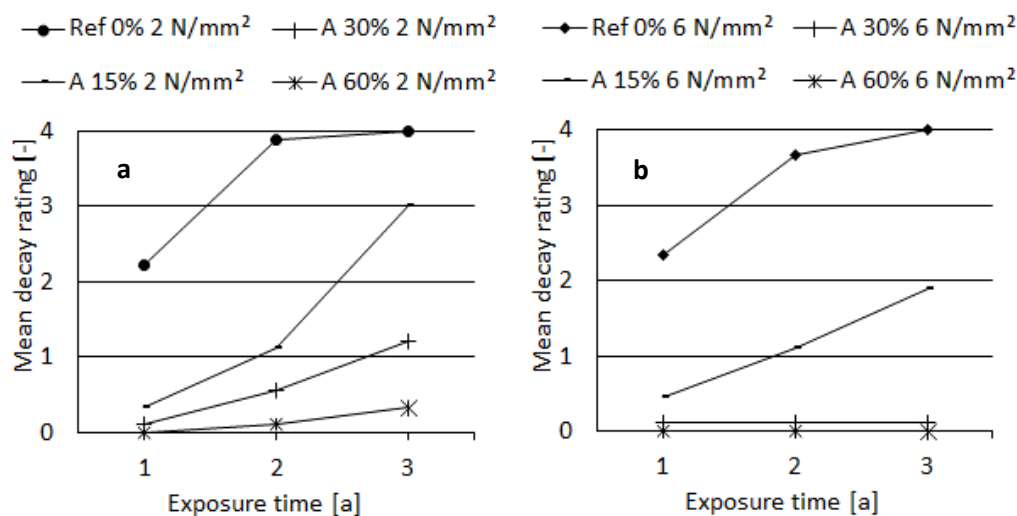 Ref 0% 2 N/mm² A 30% 2 N/mm²
A 15% 2 N/mm² A 60% 2 N/mm²
a
Mean decay rating [-]
4
3
2
1
0
1 2 3
Exposure time [a]
Ref 0% 6 N/mm² A 30% 6 N/mm²
A 15% 6 N/mm² A 60% 6 N/mm²
b
Mean decay rating [-]
4
3
2
1
0
1 2 3
Exposure time [a]